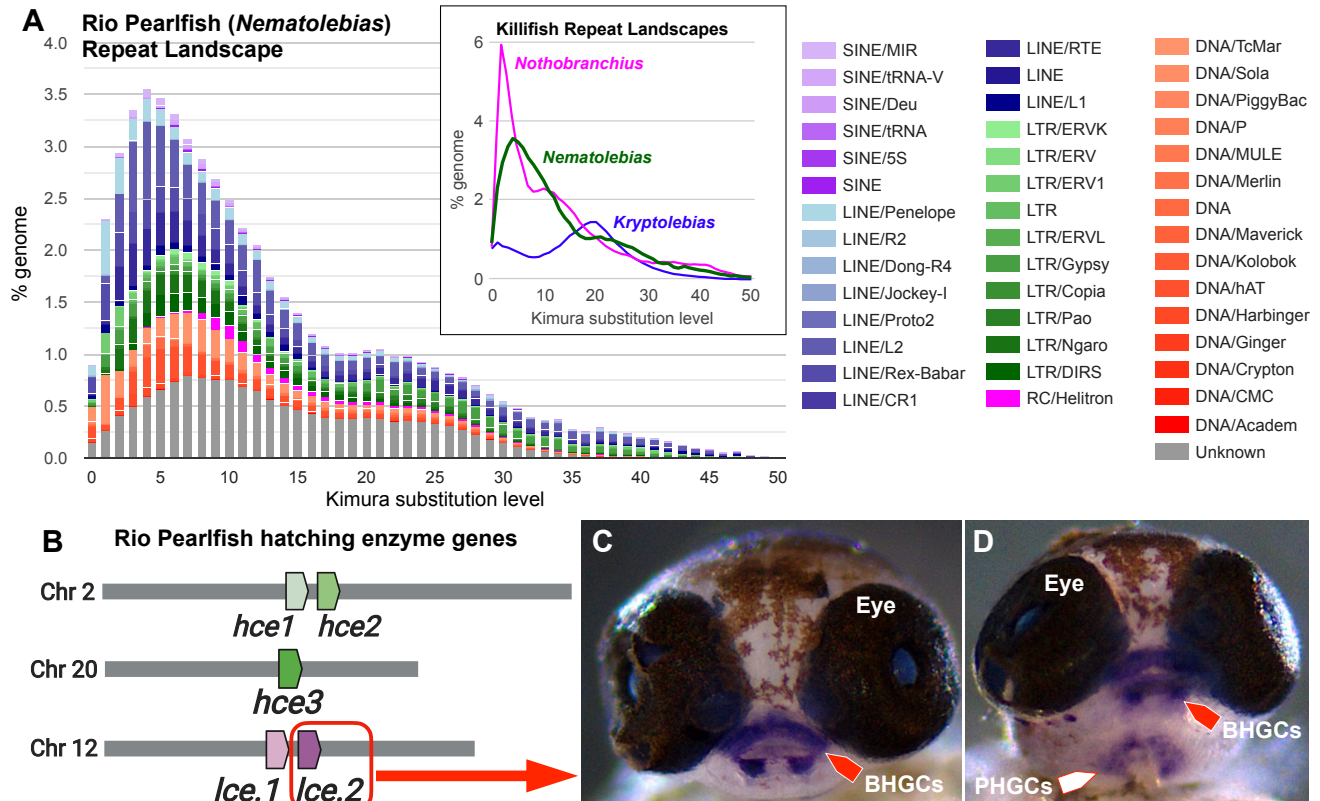 A
Rio Pearlfish (Nematolebias)
Repeat Landscape
4.0
3.5
3.0
2.5
2.0
1.5
1.0
0.5
0.0
% genome
0 5 10 15 20 25 30 35 40 45 50
Kimura substitution level
Killifish Repeat Landscapes
6
4
2
0
% genome
Nothobranchius
Nematolebias
Kryptolebias
0 10 20 30 40 50
Kimura substitution level
SINE/MIR
SINE/tRNA-V
SINE/Deu
SINE/tRNA
SINE/5S
SINE
LINE/Penelope
LINE/R2
LINE/Dong-R4
LINE/Jockey-I
LINE/Proto2
LINE/L2
LINE/Rex-Babar
LINE/CR1
LINE/RTE
LINE
LINE/L1
LTR/ERVK
LTR/ERV
LTR/ERV1
LTR
LTR/ERVL
LTR/Gypsy
LTR/Copia
LTR/Pao
LTR/Ngaro
LTR/DIRS
RC/Helitron
DNA/TcMar
DNA/Sola
DNA/PiggyBac
DNA/P
DNA/MULE
DNA/Merlin
DNA
DNA/Maverick
DNA/Kolobok
DNA/hAT
DNA/Harbinger
DNA/Ginger
DNA/Crypton
DNA/CMC
DNA/Academ
Unknown
B
Rio Pearlfish hatching enzyme genes
Chr 2
hce1 hce2
Chr 20
hce3
Chr 12
lce.1 lce.2
C
Eye
BHGCs
D
Eye
BHGCs
PHGCs